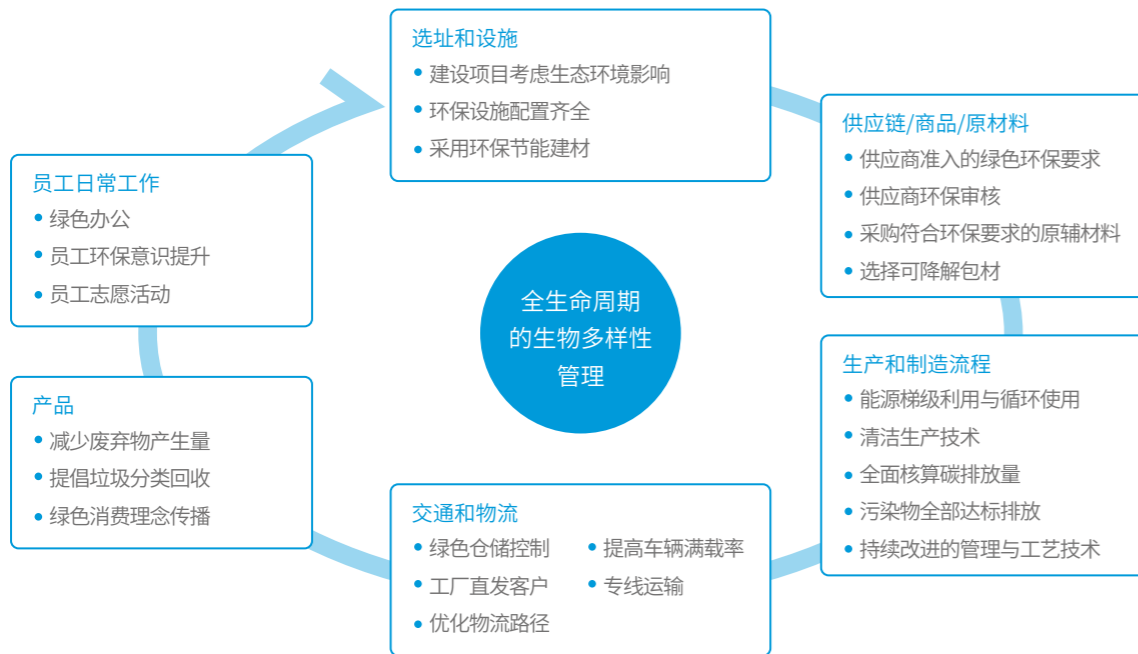 选址和设施
• 建设项目考虑生态环境影响
• 环保设施配置齐全
• 采用环保节能建材
供应链/商品/原材料
• 供应商准入的绿色环保要求
• 供应商环保审核
• 采购符合环保要求的原辅材料
• 选择可降解包材
生产和制造流程
• 能源梯级利用与循环使用
• 清洁生产技术
• 全面核算碳排放量
• 污染物全部达标排放
• 持续改进的管理与工艺技术
交通和物流
• 绿色仓储控制
• 工厂直发客户
• 优化物流路径
• 提高车辆满载率
• 专线运输
产品
• 减少废弃物产生量
• 提倡垃圾分类回收
• 绿色消费理念传播
员工日常工作
• 绿色办公
• 员工环保意识提升
• 员工志愿活动
全生命周期
的生物多样性
管理